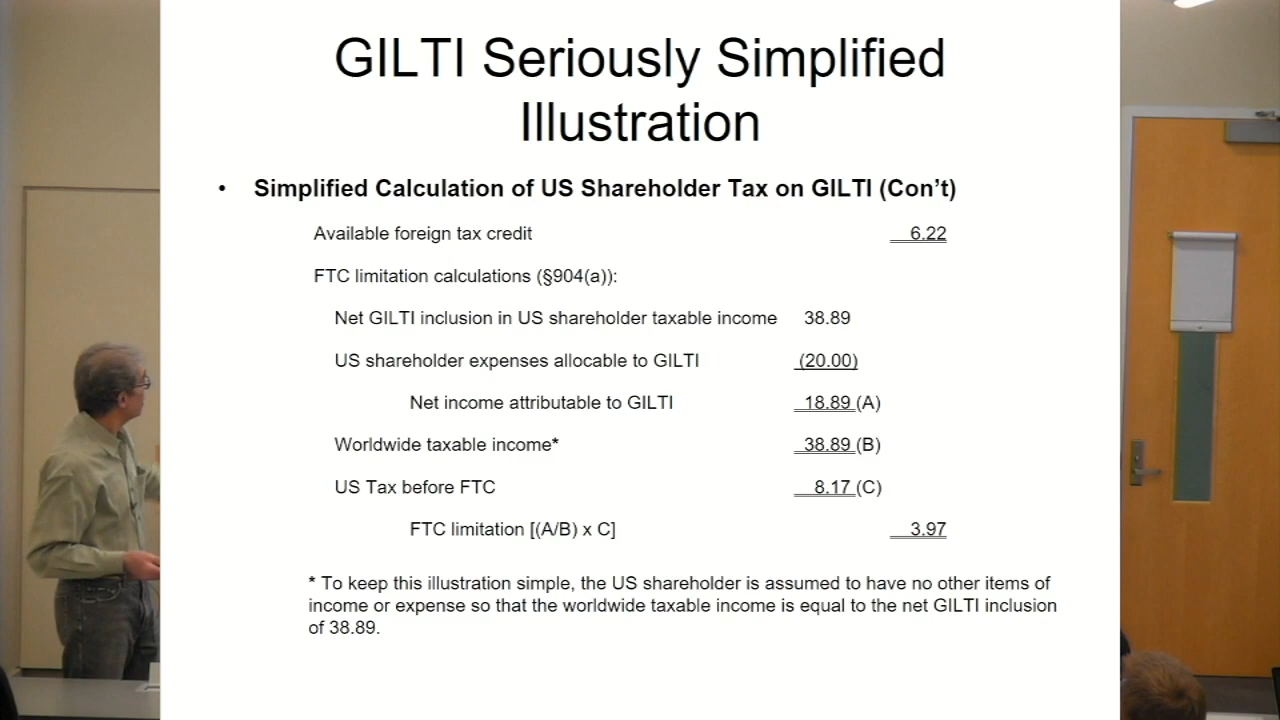 GILTI Seriously Simplified
Illustration
• Simplified Calculation of US Shareholder Tax on GILTI (Con't)
Available foreign tax credit 6.22
FTC limitation calculations (§904(a)):
Net GILTI inclusion in US shareholder taxable income 38.89
US shareholder expenses allocable to GILTI (20.00)
Net income attributable to GILTI 18.89 (A)
Worldwide taxable income* 38.89 (B)
US Tax before FTC 8.17 (C)
FTC limitation [(A/B) x C] 3.97
* To keep this illustration simple, the US shareholder is assumed to have no other items of
income or expense so that the worldwide taxable income is equal to the net GILTI inclusion
of 38.89.